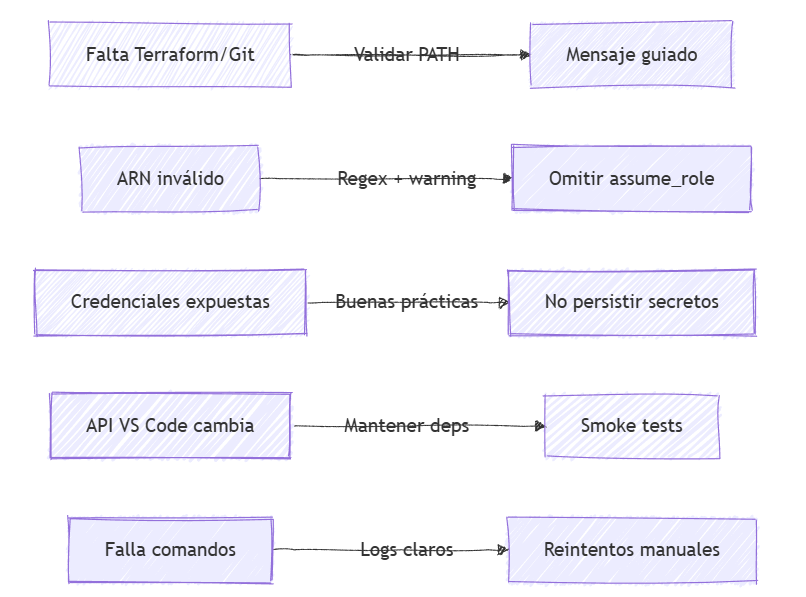 Falta Terraform/Git
Validar PATH
Mensaje guiado
ARN inválido
Regex + warning
Omitir assume_role
Credenciales expuestas
Buenas prácticas
No persistir secretos
API VS Code cambia
Mantener deps
Smoke tests
Falla comandos
Logs claros
Reintentos manuales